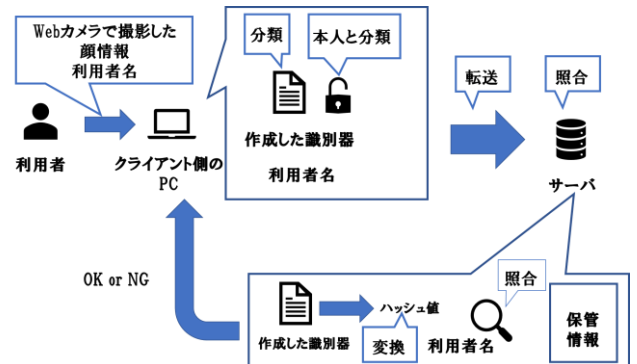 Webカメラで撮影した
顔情報
利用者名
利用者
クライアント側の
PC
分類
本人と分類
作成した識別器
利用者名
転送
照合
サーバ
OK or NG
作成した識別器
ハッシュ値
変換
利用者名
照合
保管
情報